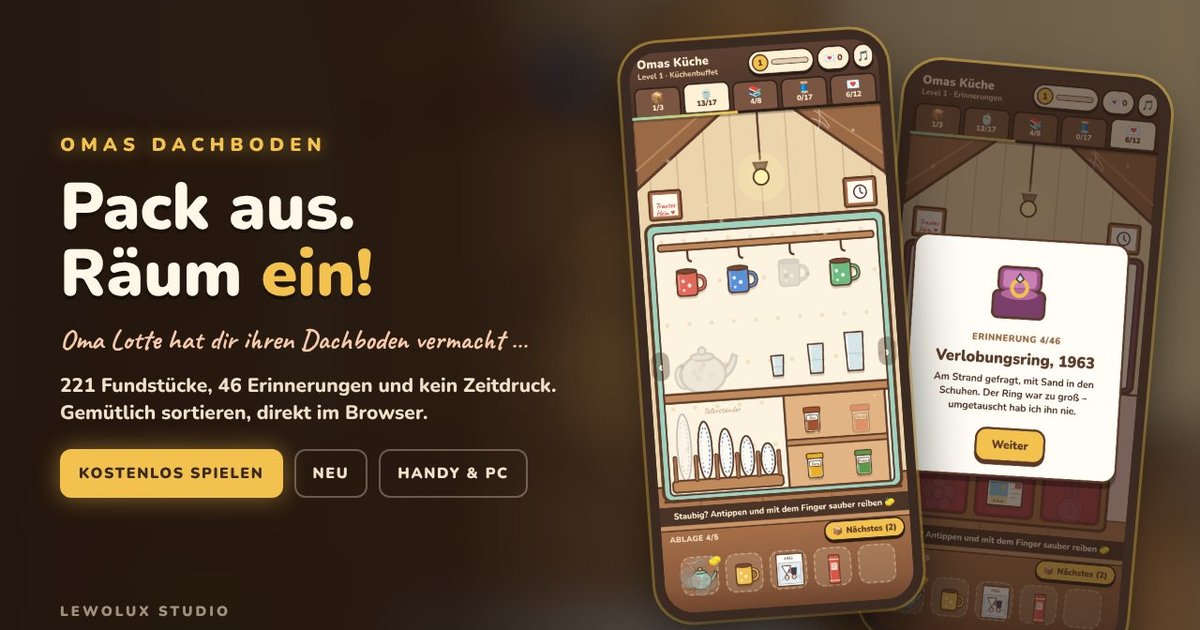 OMAS DACHBODEN
Pack aus.
Räum ein!
Oma Lotte hat dir ihren Dachboden vermacht ...
221 Fundstücke, 46 Erinnerungen und kein Zeitdruck.
Gemütlich sortieren, direkt im Browser.
KOSTENLOS SPIELEN
NEU
HANDY & PC
LEWOLUX STUDIO
Omas Küche
Level 1 · Küchenbuffet
1
0
1/3
13/17
4/8
0/17
6/12
Trautes
Heim
Tellerständer
Staubig? Antippen und mit dem Finger sauber reiben
ABLAGE 4/5
Nächstes (2)
Omas Küche
Level 1 · Erinnerungen
1
0
1/3
12/17
4/8
0/17
6/12
ERINNERUNG 4/46
Verlobungsring, 1963
Am Strand gefragt, mit Sand in den
Schuhen. Der Ring war zu groß –
umgetauscht hab ich ihn nie.
Weiter
Antippen und mit dem Finger sauber reiben
Nächstes (2)